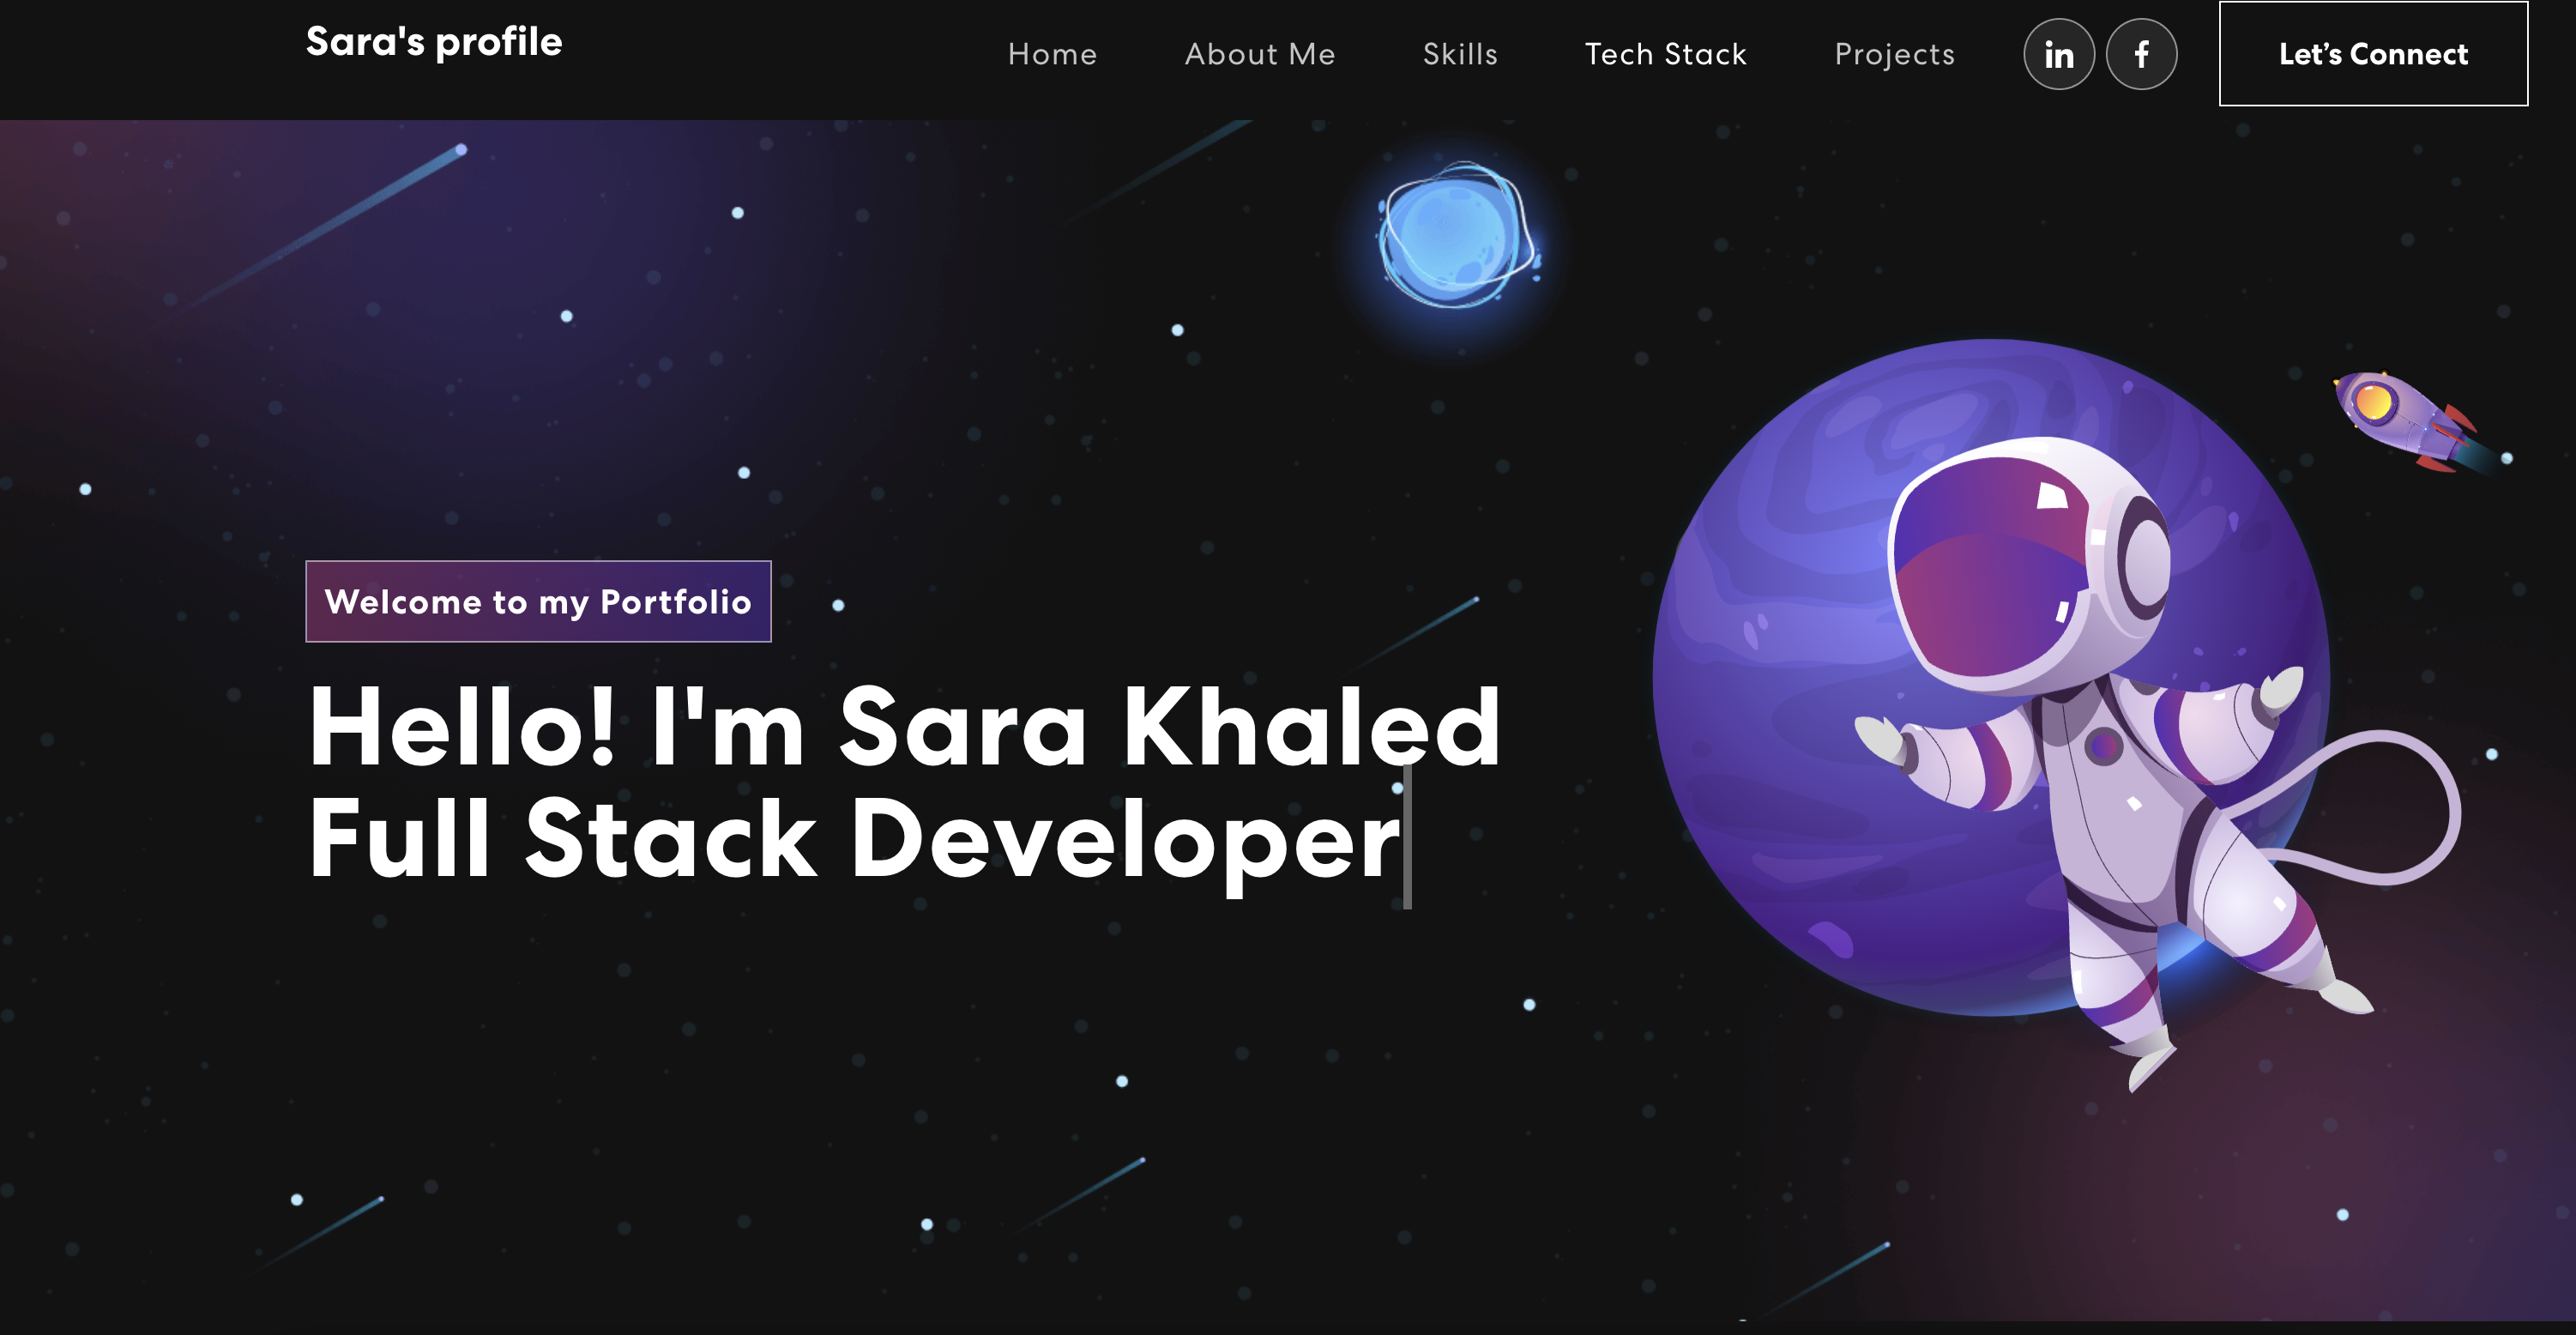 Sara's profile
Home About Me Skills Tech Stack Projects in f Let’s Connect
Welcome to my Portfolio
Hello! I'm Sara Khaled
Full Stack Developer